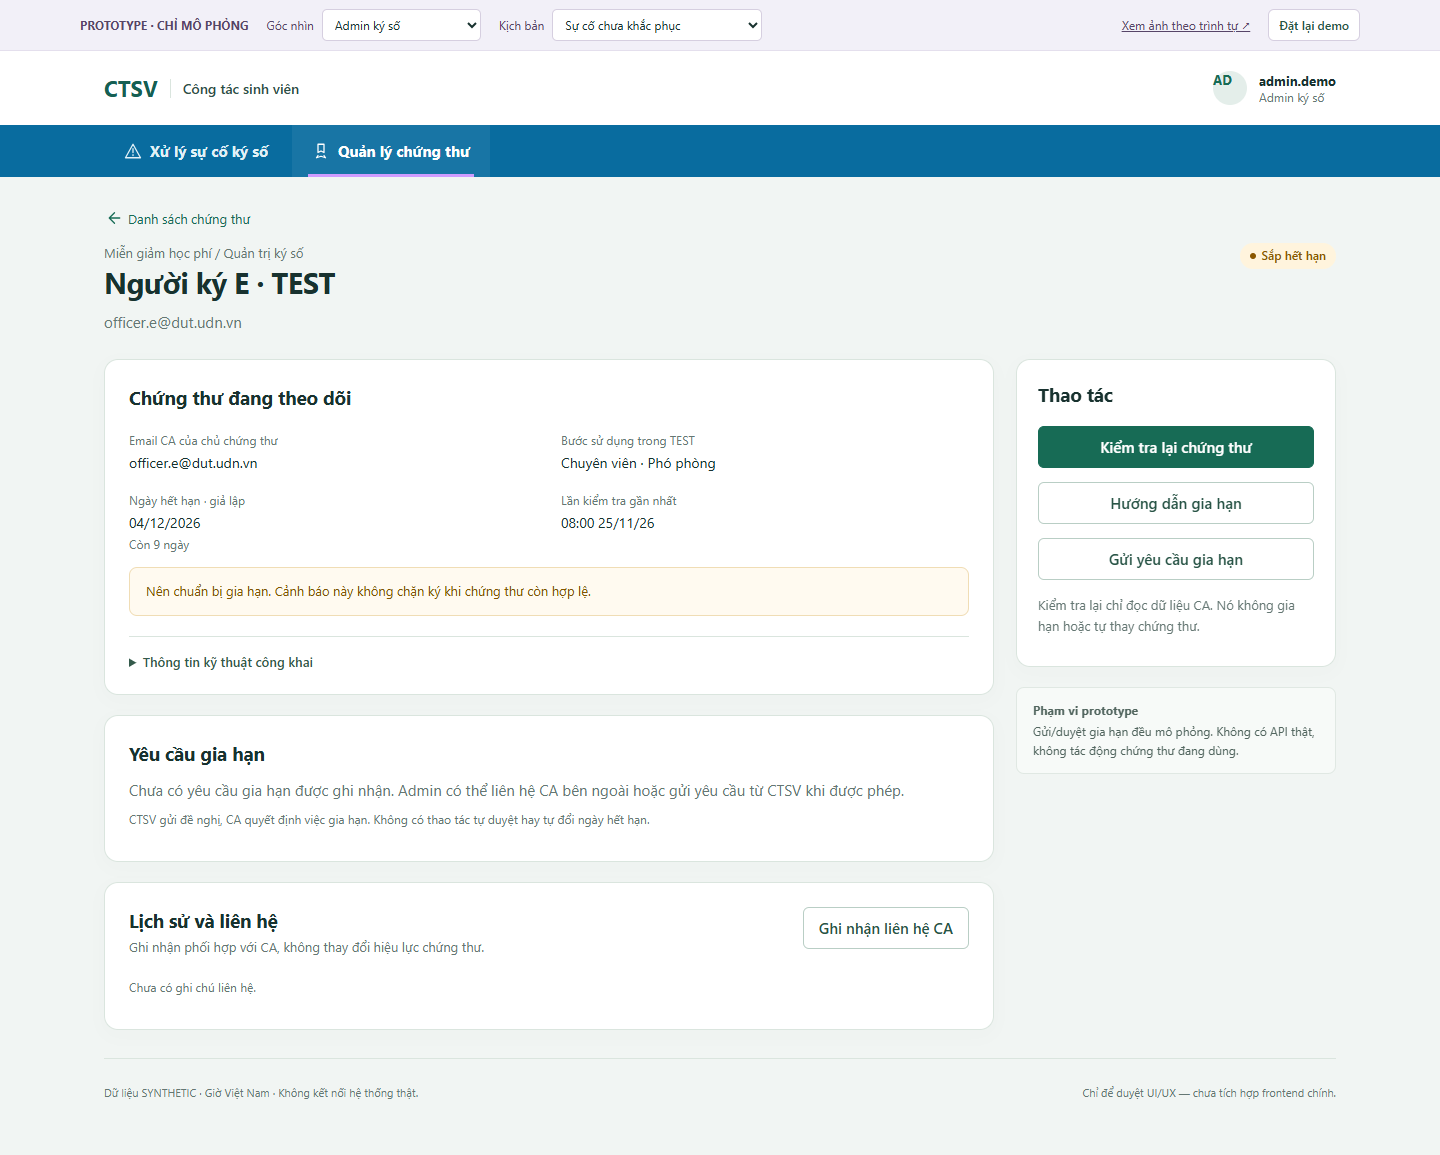 PROTOTYPE · CHỈ MÔ PHỎNG
Góc nhìn
Admin ký số
Kịch bản
Sự cố chưa khắc phục
Xem ảnh theo trình tự ↗
Đặt lại demo
CTSV
Công tác sinh viên
AD
admin.demo
Admin ký số
Xử lý sự cố ký số
Quản lý chứng thư
← Danh sách chứng thư
Miễn giảm học phí / Quản trị ký số
Người ký E · TEST
officer.e@dut.udn.vn
Sắp hết hạn
Chứng thư đang theo dõi
Email CA của chủ chứng thư
officer.e@dut.udn.vn
Bước sử dụng trong TEST
Chuyên viên · Phó phòng
Ngày hết hạn · giả lập
04/12/2026
Còn 9 ngày
Lần kiểm tra gần nhất
08:00 25/11/26
Nên chuẩn bị gia hạn. Cảnh báo này không chặn ký khi chứng thư còn hợp lệ.
Thông tin kỹ thuật công khai
Thao tác
Kiểm tra lại chứng thư
Hướng dẫn gia hạn
Gửi yêu cầu gia hạn
Kiểm tra lại chỉ đọc dữ liệu CA. Nó không gia
hạn hoặc tự thay chứng thư.
Phạm vi prototype
Gửi/duyệt gia hạn đều mô phỏng. Không có API thật,
không tác động chứng thư đang dùng.
Yêu cầu gia hạn
Chưa có yêu cầu gia hạn được ghi nhận. Admin có thể liên hệ CA bên ngoài hoặc gửi yêu cầu từ CTSV khi được phép.
CTSV gửi đề nghị, CA quyết định việc gia hạn. Không có thao tác tự duyệt hay tự đổi ngày hết hạn.
Lịch sử và liên hệ
Ghi nhận phối hợp với CA, không thay đổi hiệu lực chứng thư.
Ghi nhận liên hệ CA
Chưa có ghi chú liên hệ.
Dữ liệu SYNTHETIC · Giờ Việt Nam · Không kết nối hệ thống thật.
Chỉ để duyệt UI/UX — chưa tích hợp frontend chính.